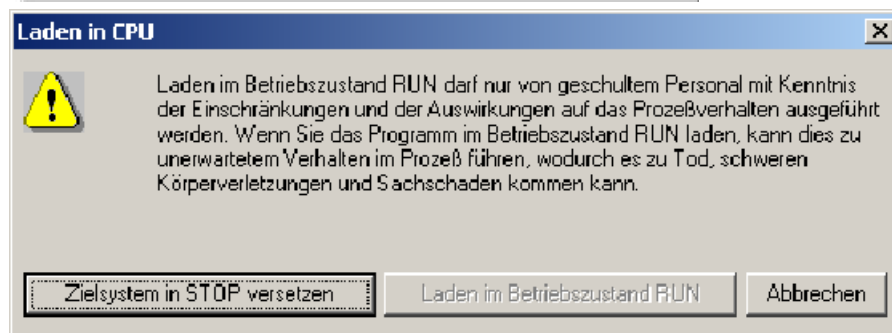 Laden in CPU
Laden im Betriebszustand RUN darf nur von geschultem Personal mit Kenntnis
der Einschränkungen und der Auswirkungen auf das Prozeßverhalten ausgeführt
werden. Wenn Sie das Programm im Betriebszustand RUN laden, kann dies zu
unerwartetem Verhalten im Prozeß führen, wodurch es zu Tod, schweren
Körperverletzungen und Sachschaden kommen kann.
Zielsystem in STOP versetzen Laden im Betriebszustand RUN Abbrechen